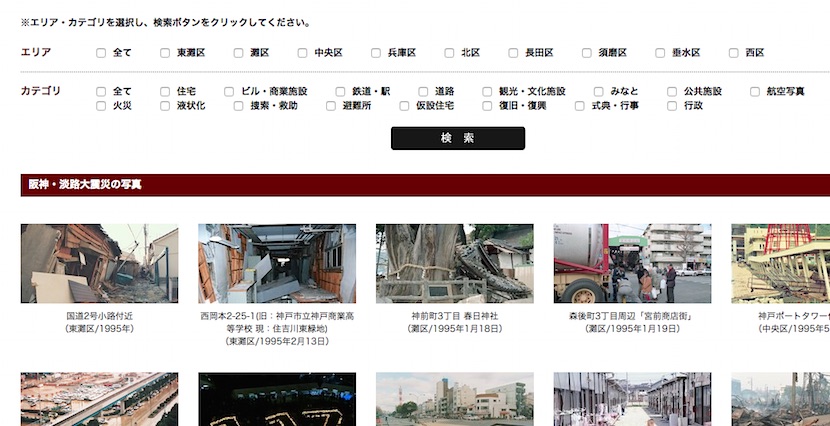 ※エリア・カテゴリを選択し、検索ボタンをクリックしてください。
エリア 全て 東灘区 灘区 中央区 兵庫区 北区 長田区 須磨区 垂水区 西区
カテゴリ 全て 住宅 ビル・商業施設 鉄道・駅 道路 観光・文化施設 みなと 公共施設 航空写真
火災 液状化 捜索・救助 避難所 仮設住宅 復旧・復興 式典・行事 行政
検 索
阪神・淡路大震災の写真
国道2号小路付近
（東灘区/1995年）
西岡本2-25-1(旧：神戸市立神戸商業高
等学校 現：住吉川東緑地)
（東灘区/1995年2月13日）
神前町3丁目 春日神社
（灘区/1995年1月18日）
森後町3丁目周辺「宮前商店街」
（灘区/1995年1月19日）
神戸ポートタワー
（中央区/1995年5